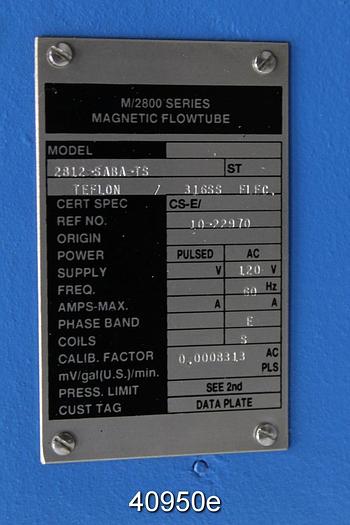 M/2800 SERIES
MAGNETIC FLOWTUBE
MODEL
2812-SABA-TS ST
TEFLON / 316SS ELEC.
CERT SPEC CS-E/
REF NO. 10-22970
ORIGIN
POWER PULSED AC
SUPPLY V 120 V
FREQ. 60 Hz
AMPS-MAX. A A
PHASE BAND E
COILS S
CALIB. FACTOR 0.0008313 AC
mV/gal(U.S.)/min. PLS
PRESS. LIMIT SEE 2nd
CUST TAG DATA PLATE
40950e